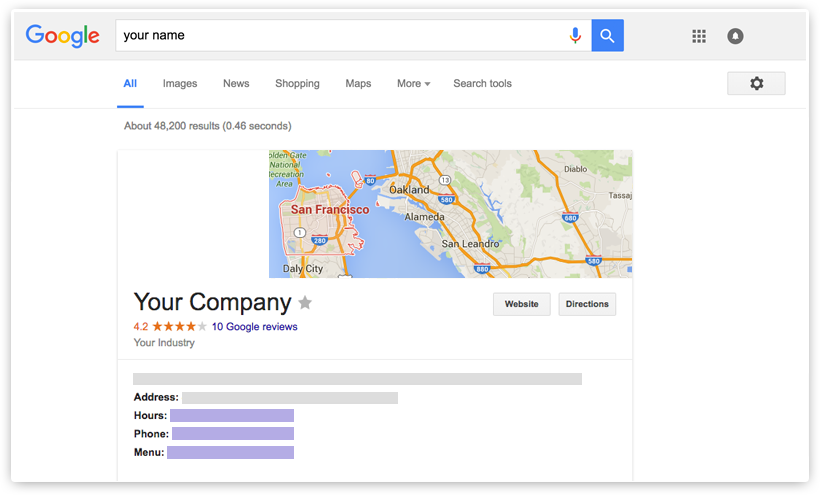 Google
your name
All Images News Shopping Maps More Search tools
About 48,200 results (0.46 seconds)
olden Gate
National
Recreation
Area
80
Oakland
13
Diablo
580
Tassaj
San Francisco
Alameda
680
1
280
San Leandro
580
Daly City
880
Your Company
Website Directions
4.2 10 Google reviews
Your Industry
Address:
Hours:
Phone:
Menu: